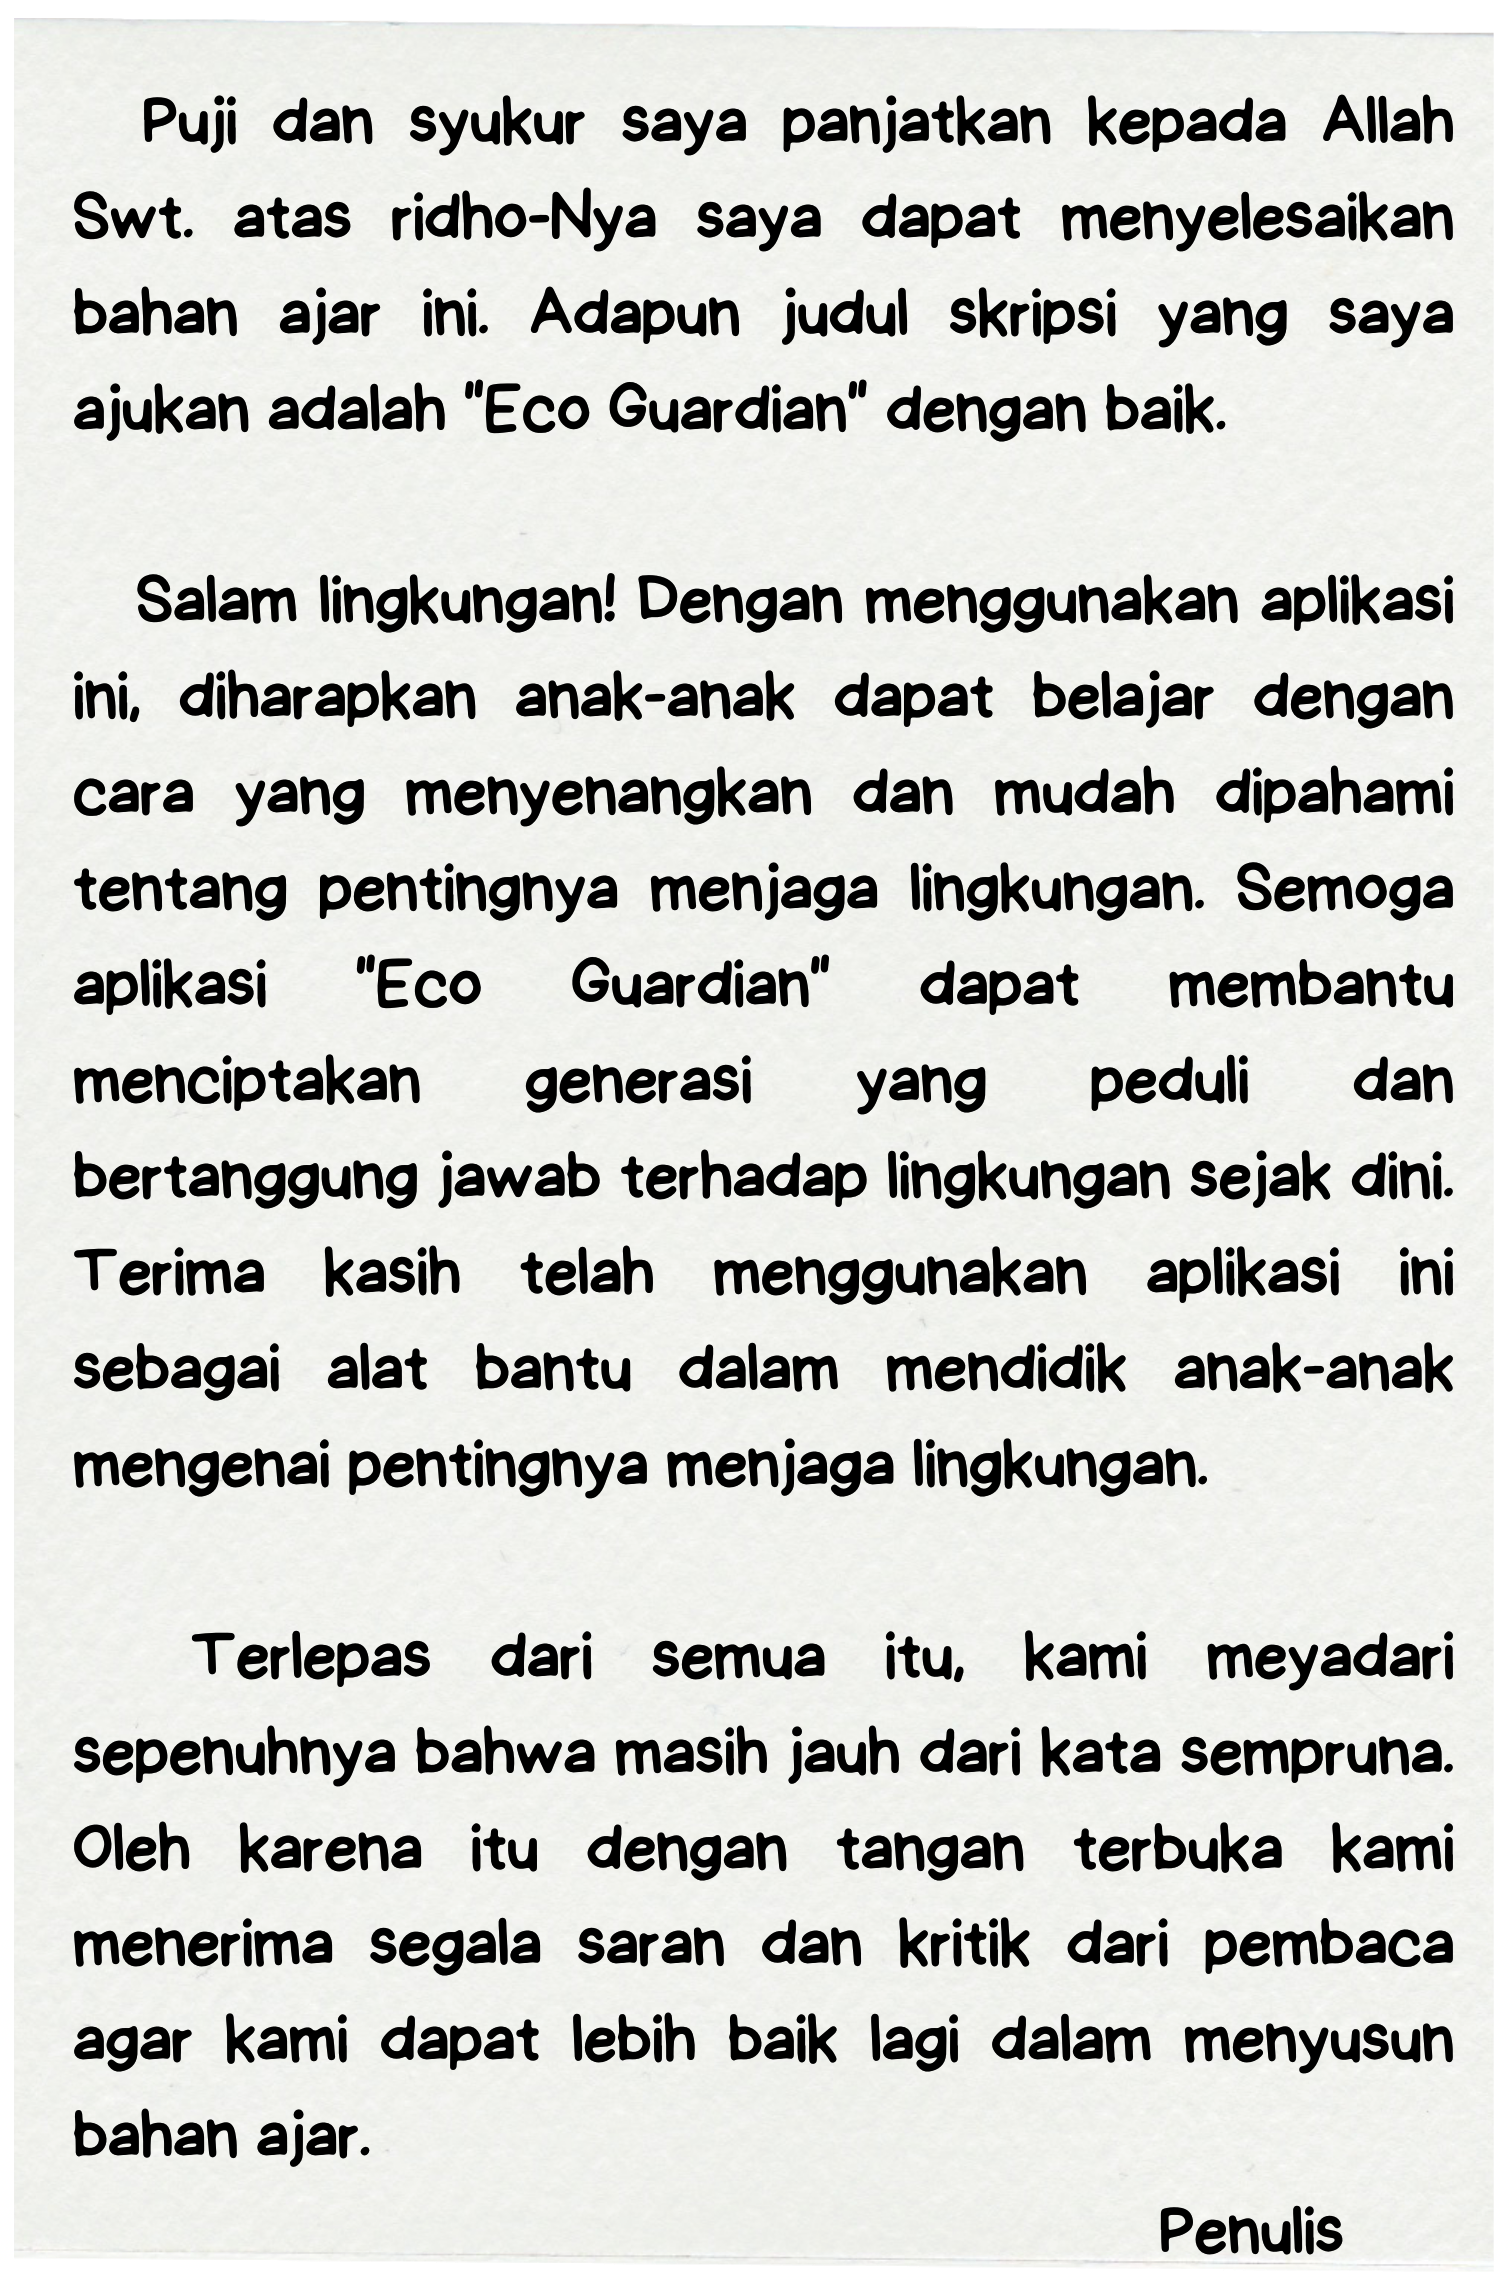 Puji dan syukur saya panjatkan kepada Allah
Swt. atas ridho-Nya saya dapat menyelesaikan
bahan ajar ini. Adapun judul skripsi yang saya
ajukan adalah "Eco Guardian" dengan baik.
Salam lingkungan! Dengan menggunakan aplikasi
ini, diharapkan anak-anak dapat belajar dengan
cara yang menyenangkan dan mudah dipahami
tentang pentingnya menjaga lingkungan. Semoga
aplikasi "Eco Guardian" dapat membantu
menciptakan generasi yang peduli dan
bertanggung jawab terhadap lingkungan sejak dini.
Terima kasih telah menggunakan aplikasi ini
sebagai alat bantu dalam mendidik anak-anak
mengenai pentingnya menjaga lingkungan.
Terlepas dari semua itu, kami meyadari
sepenuhnya bahwa masih jauh dari kata sempruna.
Oleh karena itu dengan tangan terbuka kami
menerima segala saran dan kritik dari pembaca
agar kami dapat lebih baik lagi dalam menyusun
bahan ajar.
Penulis